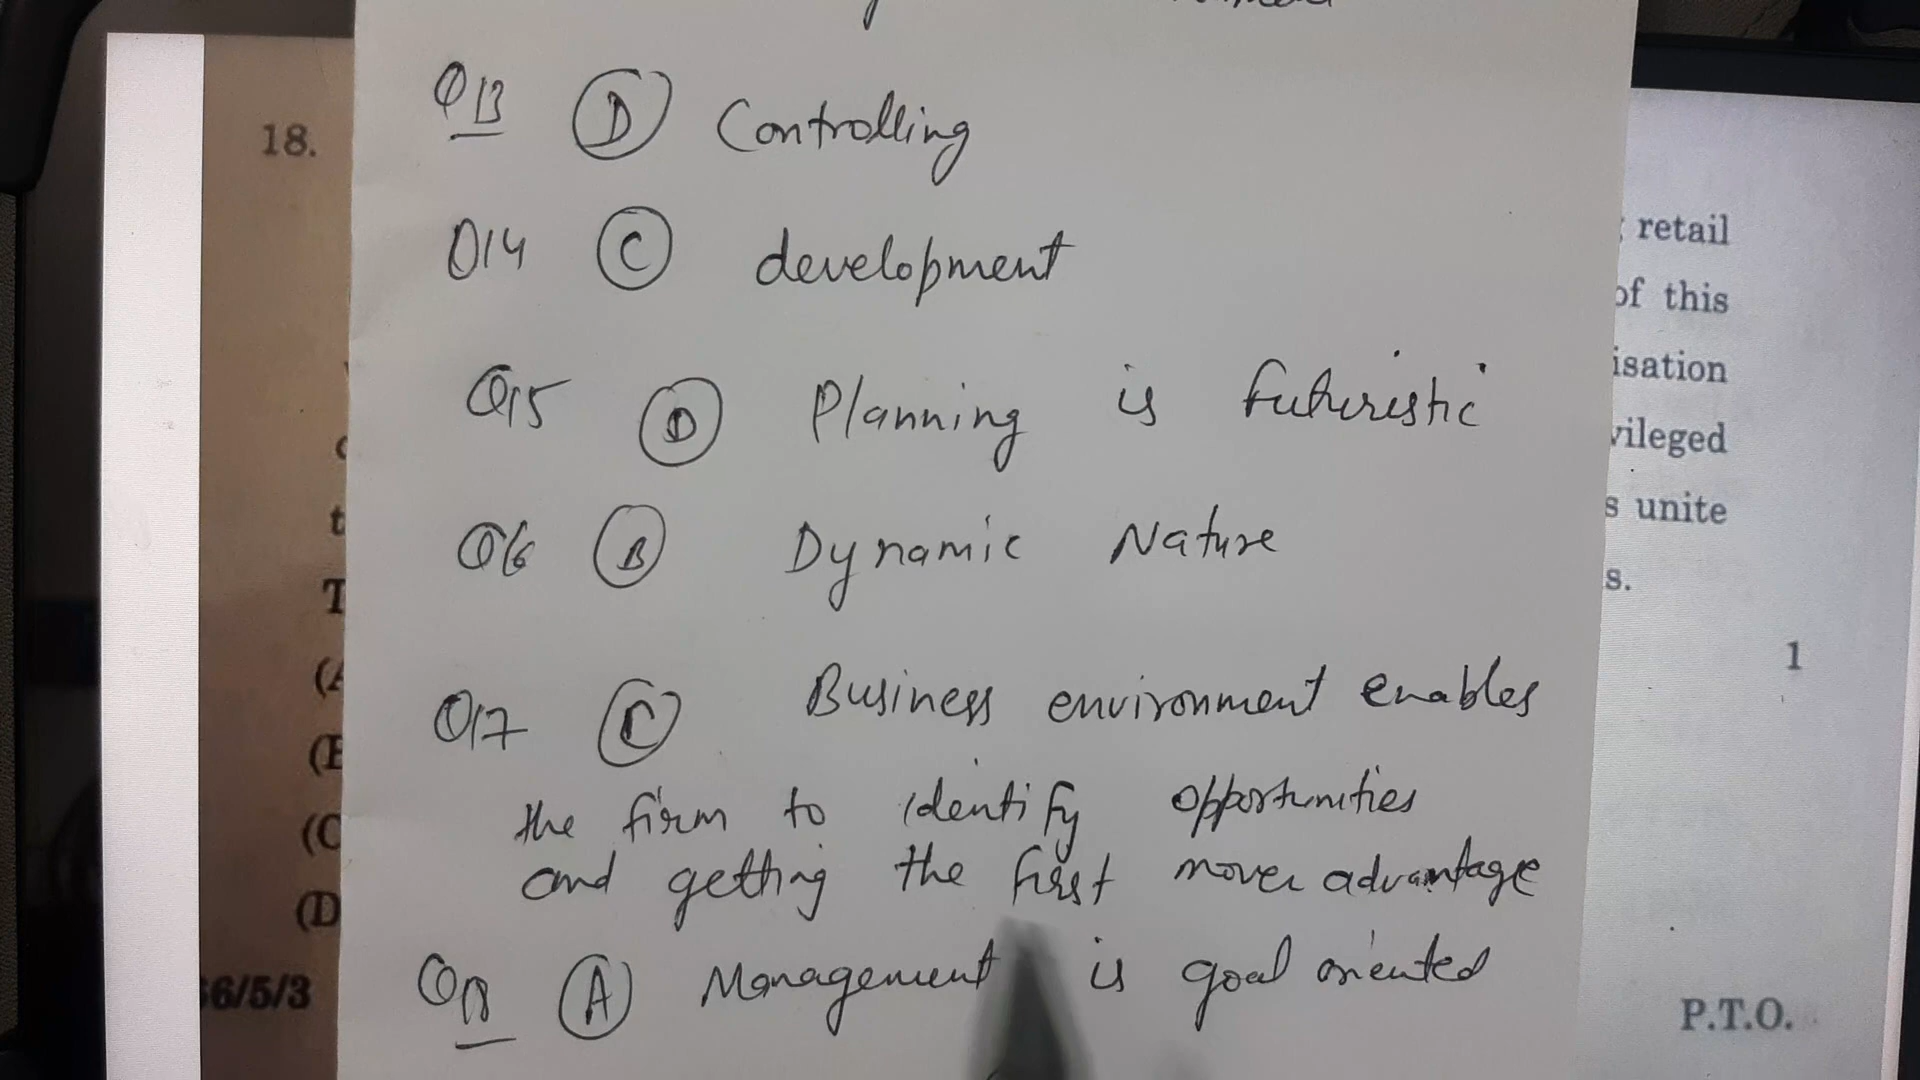 Q13 D Controlling
Q14 C development
Q15 D Planning is futuristic
Q16 B Dynamic Nature
Q17 C Business environment enables
the firm to identify opportunities
and getting the first mover advantage
Q18 A Management is goal oriented
18.
retail
of this
isation
vileged
s unite
s.
1
(A
(B
(C
(D
66/5/3
P.T.O.